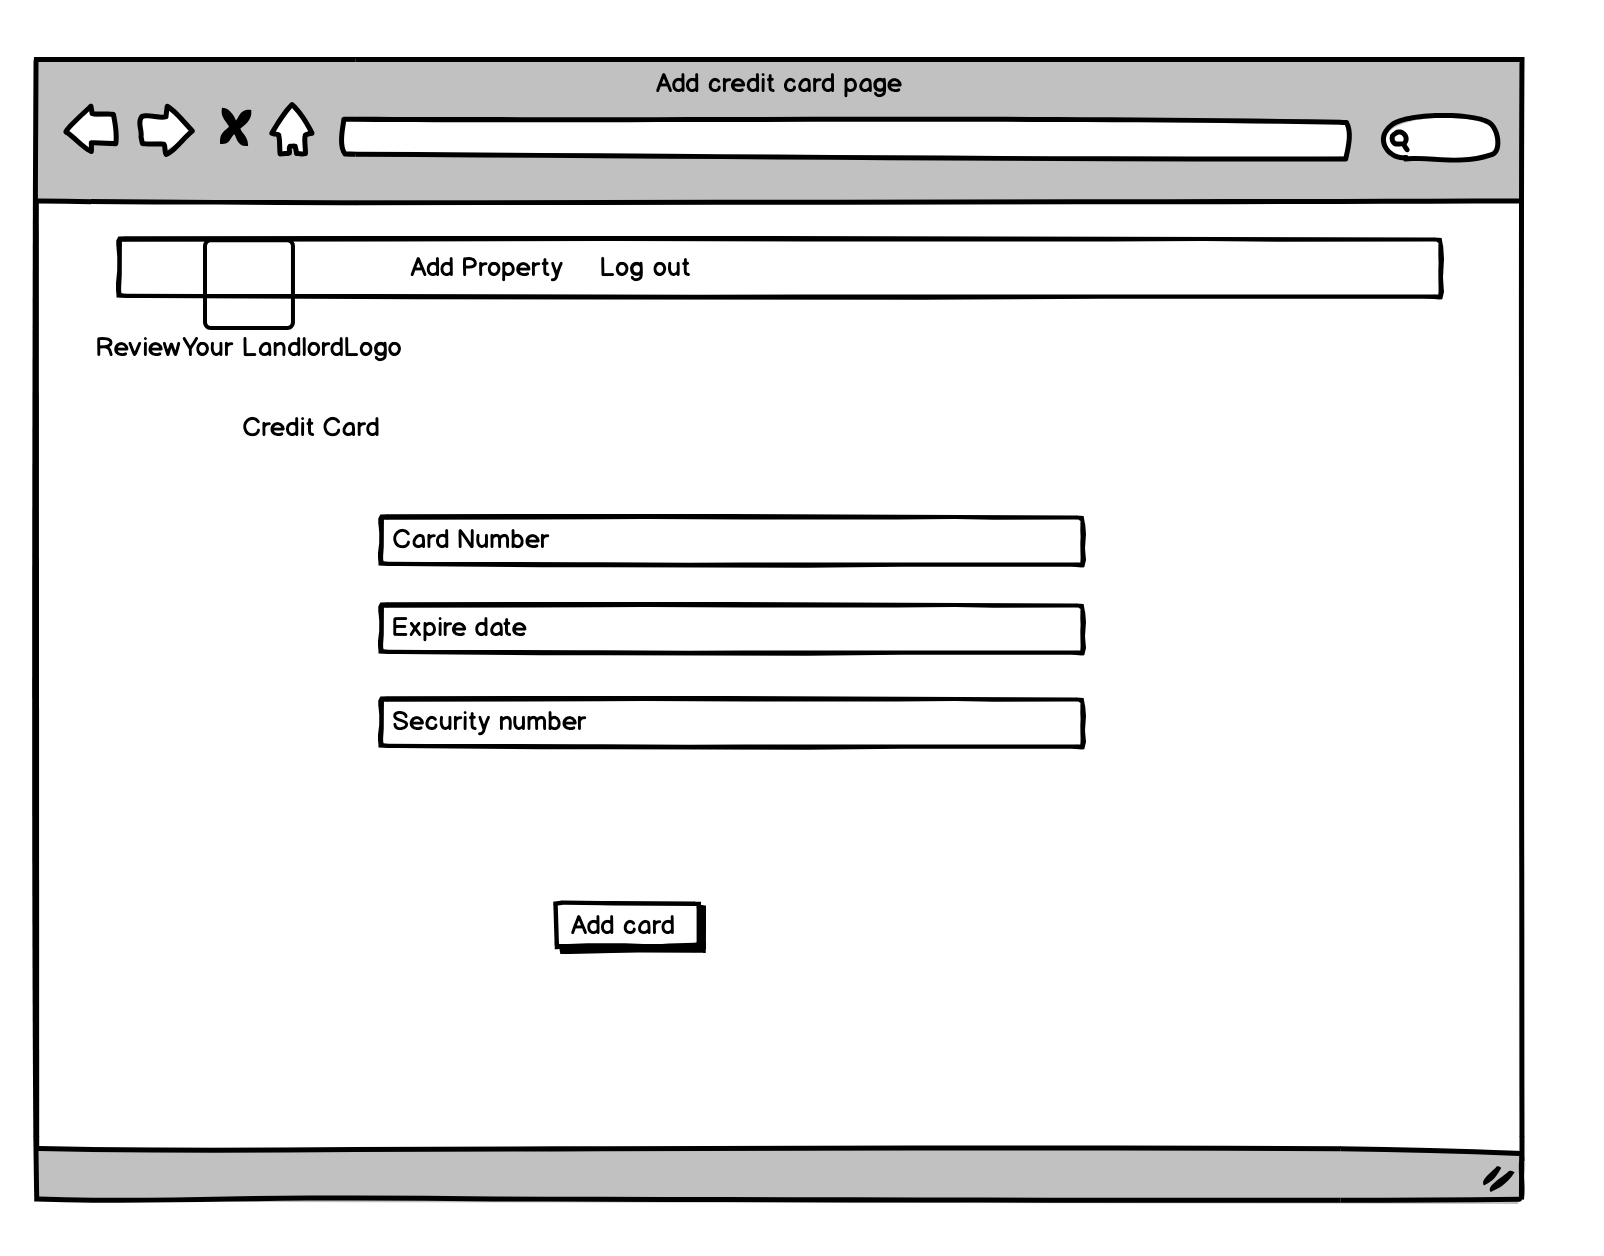 Add credit card page
Add Property Log out
ReviewYour LandlordLogo
Credit Card
Card Number
Expire date
Security number
Add card